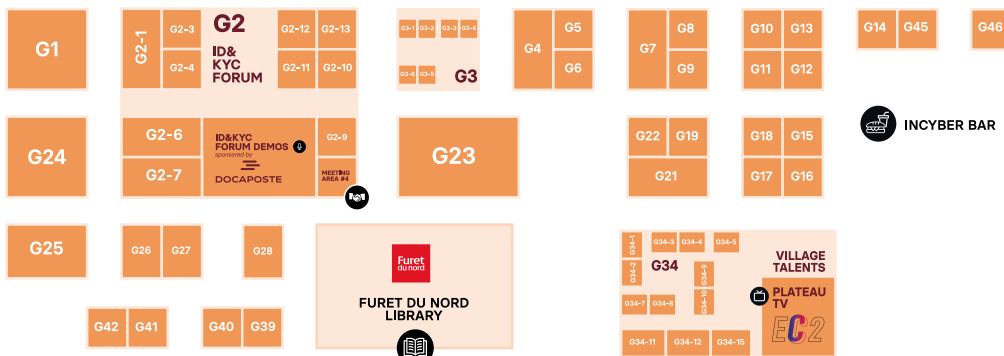 G1
G2-1
G2-3
G2-4
G2
ID&
KYC
FORUM
G2-12
G2-13
G2-11
G2-10
G3-1
G3-2
G3-3
G3-4
G3-6
G3-5
G3
G4
G5
G6
G7
G8
G9
G10
G13
G11
G12
G14
G45
G46
INCYBER BAR
G24
G2-6
G2-7
ID&KYC
FORUM DEMOS
sponsored by
DOCAPOSTE
G2-9
MEETING
AREA #4
G23
G22
G19
G21
G18
G15
G17
G16
G25
G26
G27
G28
Furet
du nord
FURET DU NORD
LIBRARY
G42
G41
G40
G39
G34-1
G34-2
G34-3
G34-4
G34-5
G34
G34-9
G34-10
G34-7
G34-8
G34-11
G34-12
G34-15
VILLAGE
TALENTS
PLATEAU
TV
EC2